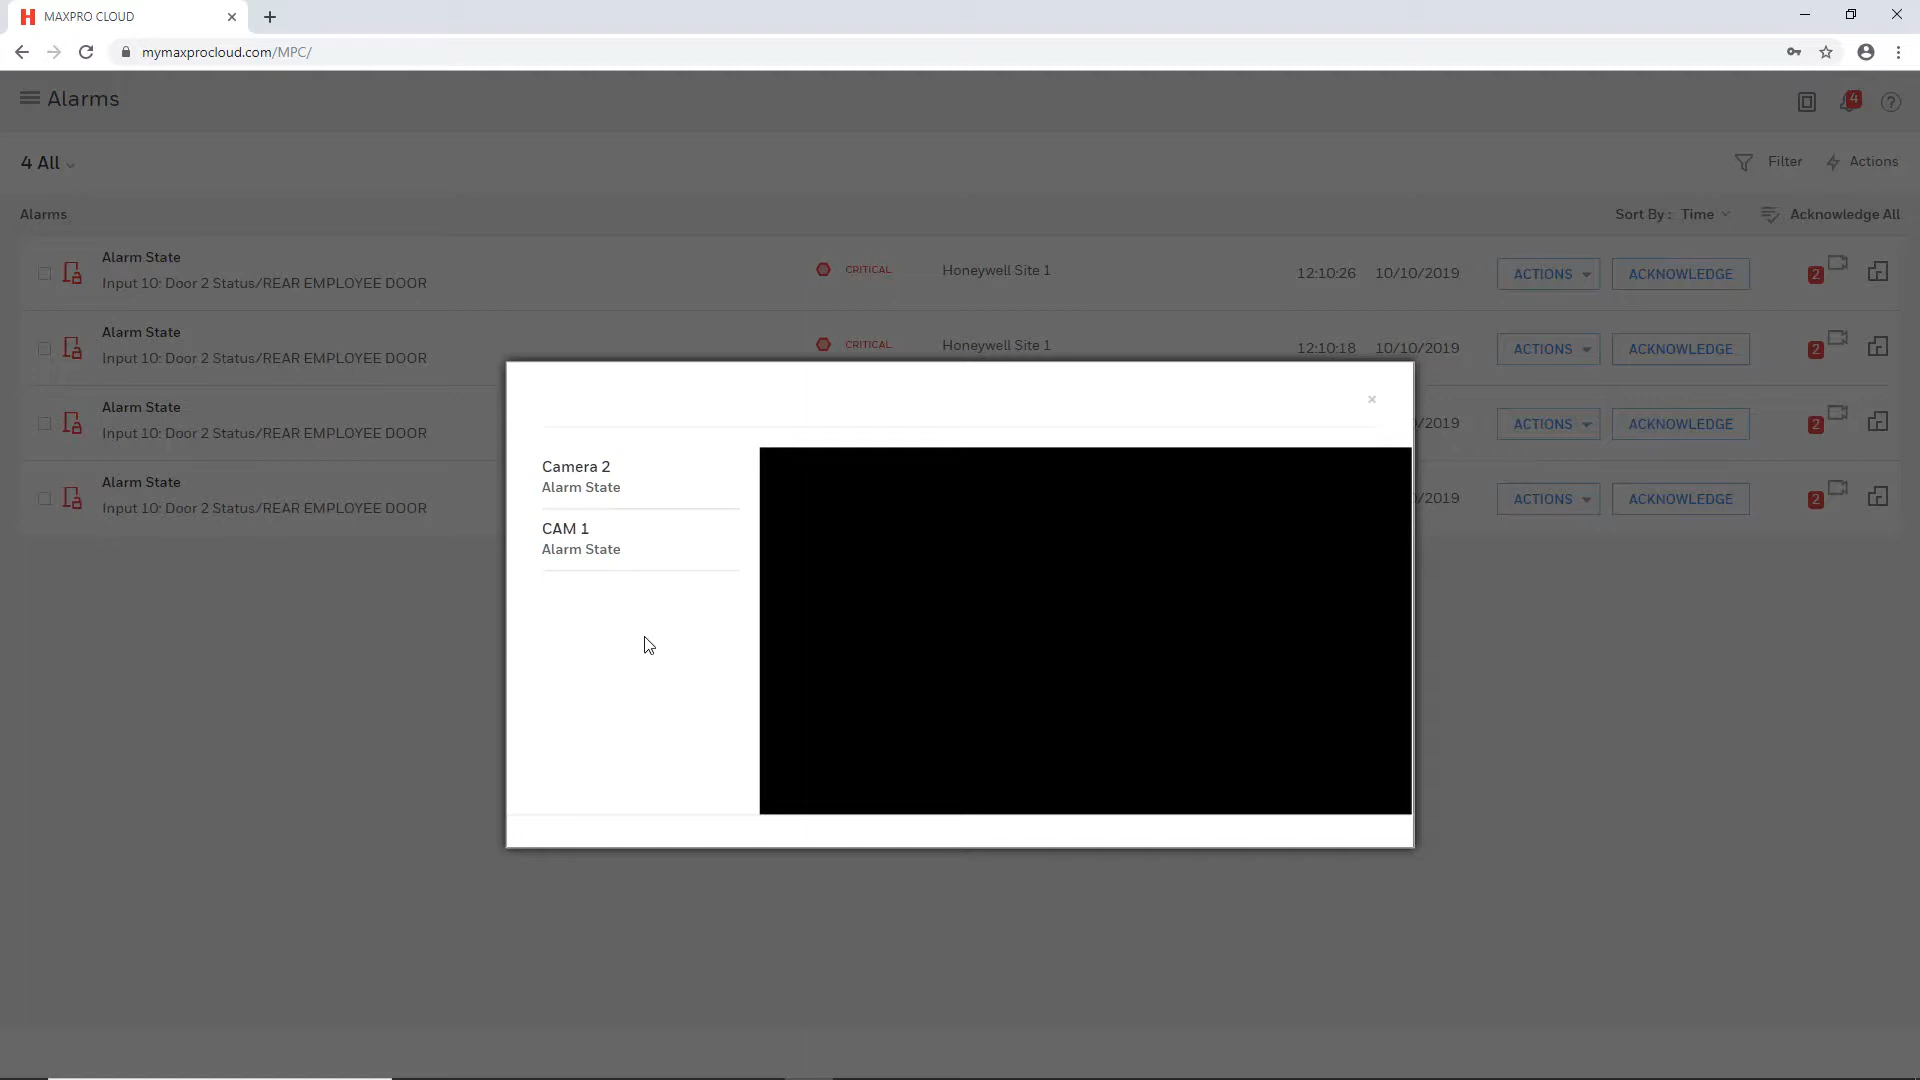 MAXPRO CLOUD
mymaxprocloud.com/MPC/
Alarms
4
?
4 All
Filter
Actions
Alarms
Sort By : Time
Acknowledge All
Alarm State
Input 10: Door 2 Status/REAR EMPLOYEE DOOR
CRITICAL
Honeywell Site 1
12:10:26
10/10/2019
ACTIONS
ACKNOWLEDGE
2
Alarm State
Input 10: Door 2 Status/REAR EMPLOYEE DOOR
CRITICAL
Honeywell Site 1
12:10:18
10/10/2019
ACTIONS
ACKNOWLEDGE
2
Alarm State
Input 10: Door 2 Status/REAR EMPLOYEE DOOR
/2019
ACTIONS
ACKNOWLEDGE
2
Alarm State
Input 10: Door 2 Status/REAR EMPLOYEE DOOR
/2019
ACTIONS
ACKNOWLEDGE
2
Camera 2
Alarm State
CAM 1
Alarm State